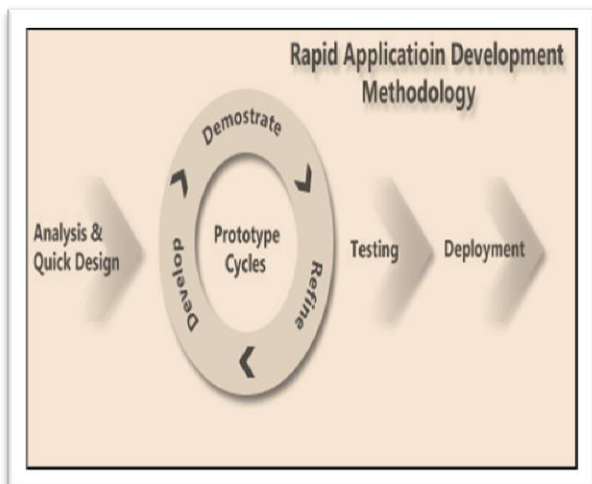 Rapid Applicatioin Development
Methodology
Analysis &
Quick Design
Demostrate
Develop
Prototype
Cycles
Refine
Testing
Deployment